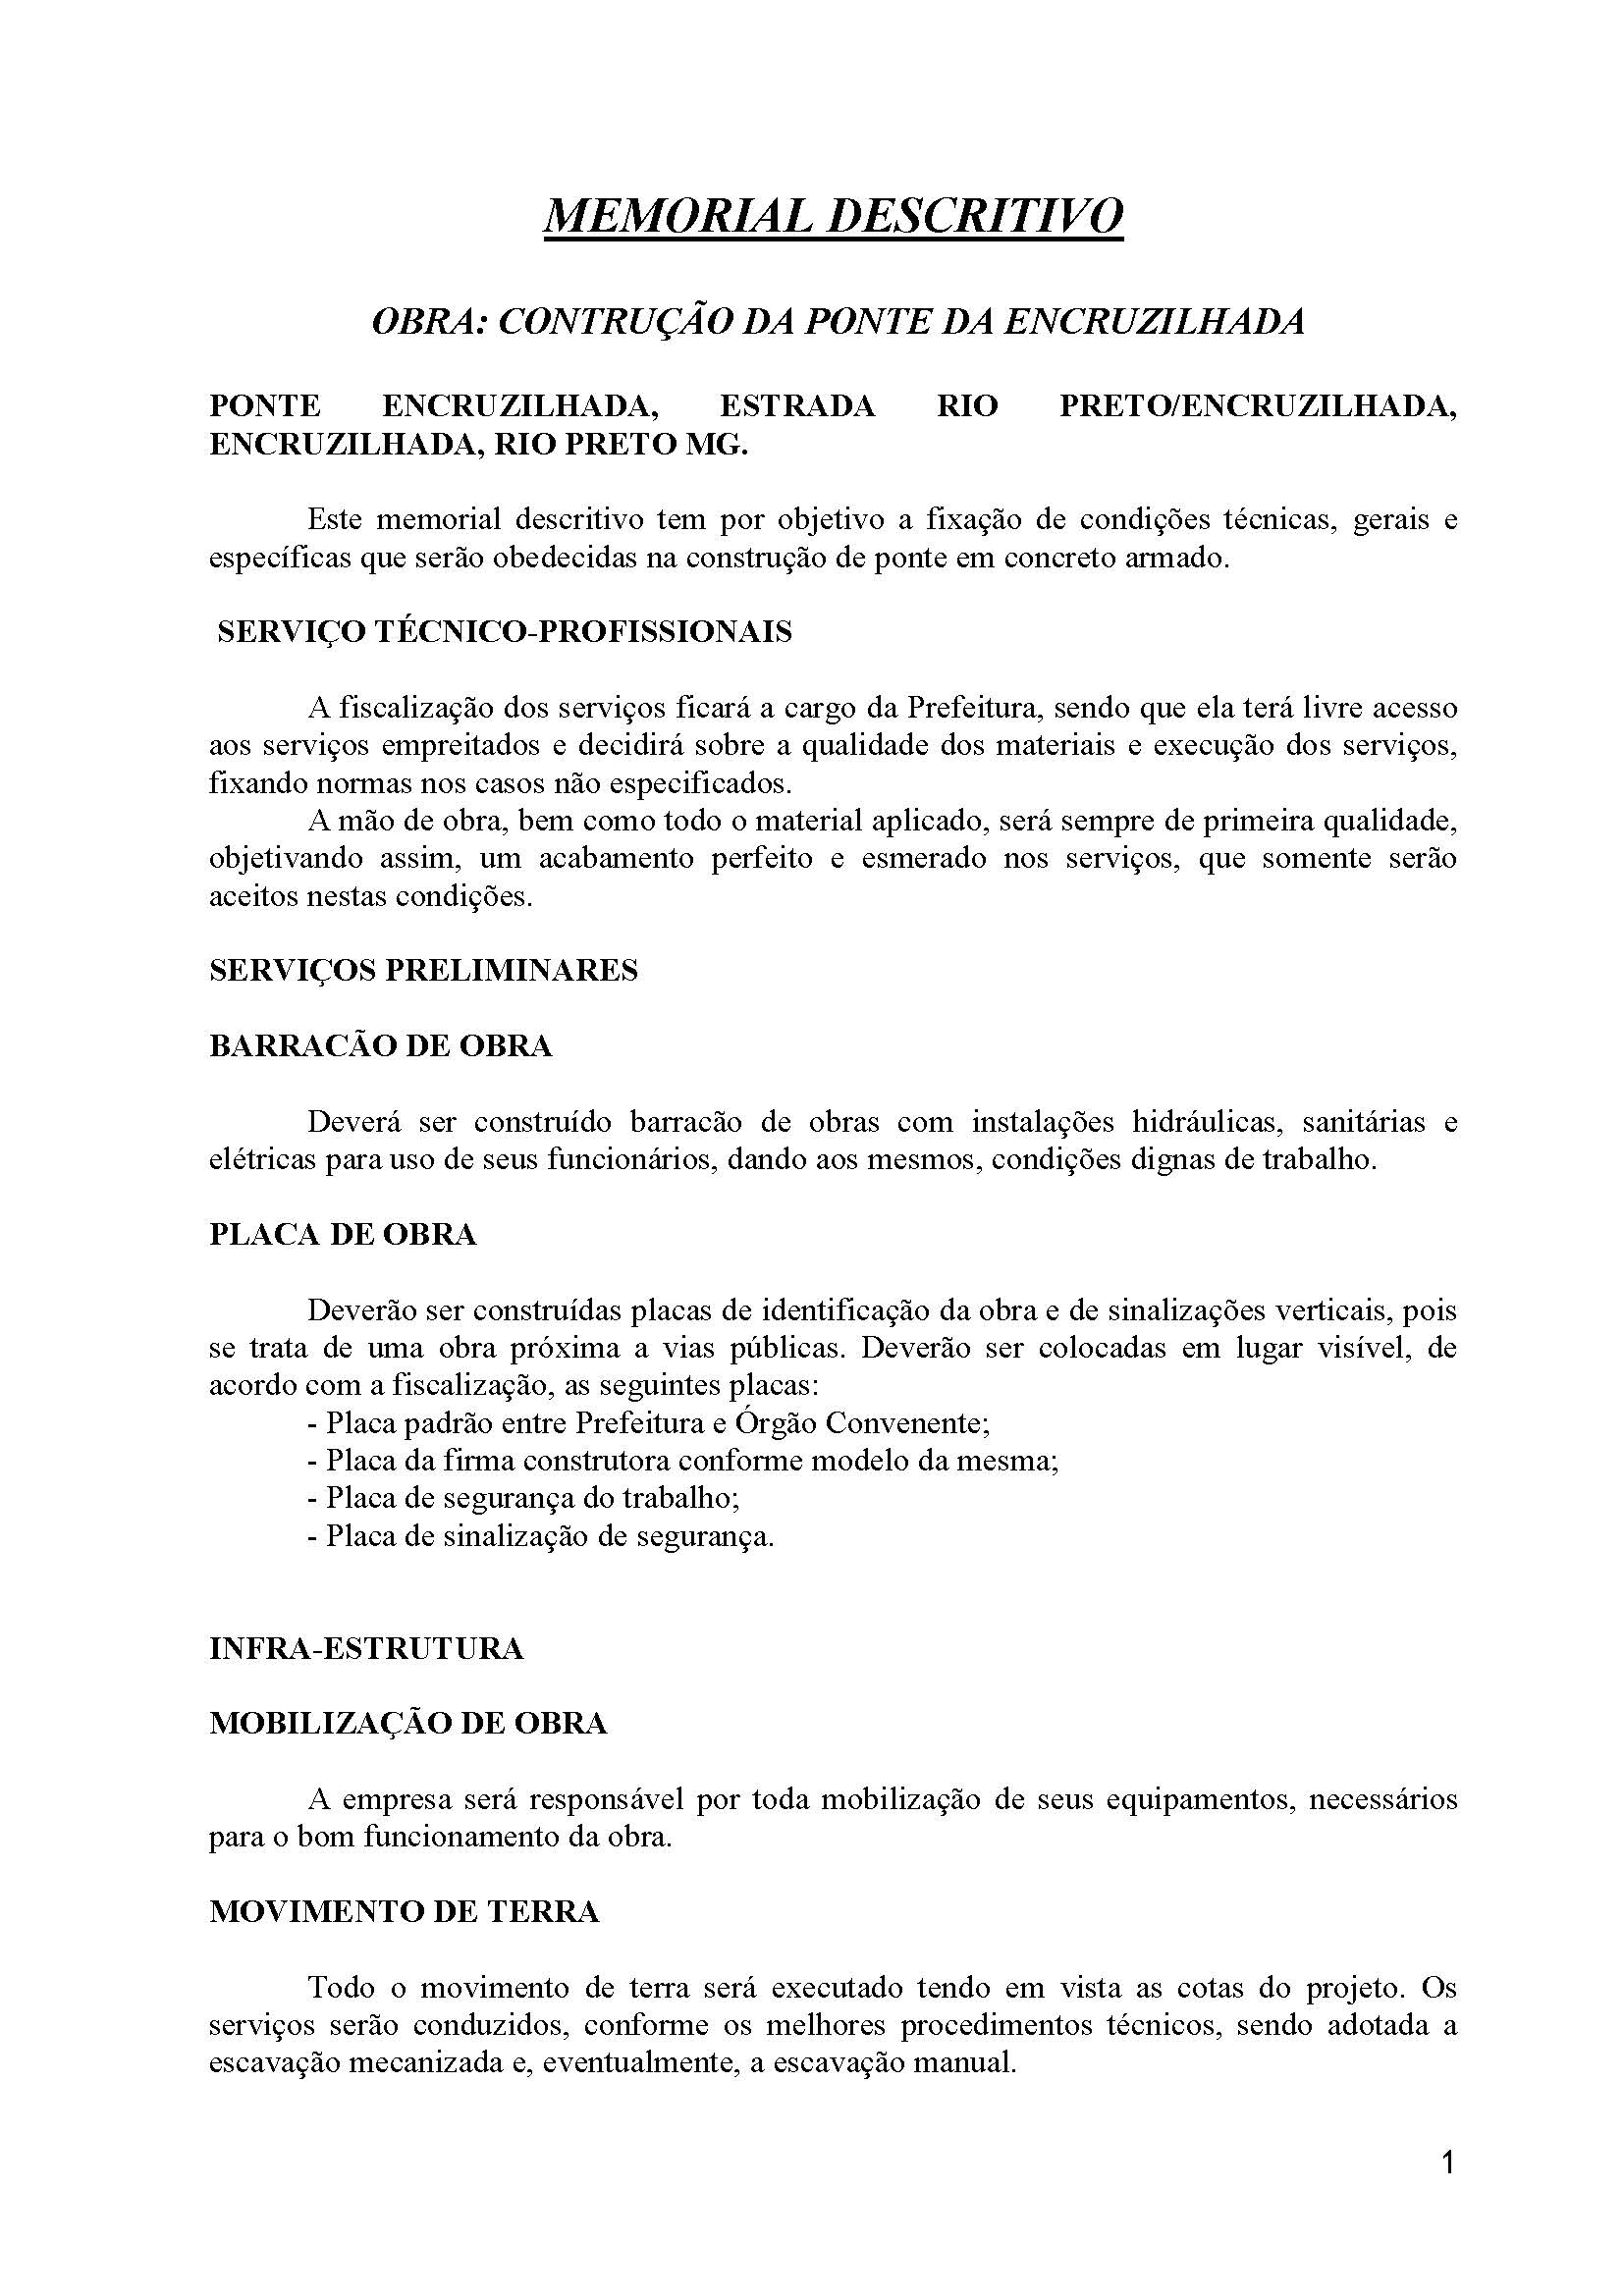 MEMORIAL DESCRITIVO
OBRA: CONTRUÇÃO DA PONTE DA ENCRUZILHADA
PONTE ENCRUZILHADA, ESTRADA RIO PRETO/ENCRUZILHADA,
ENCRUZILHADA, RIO PRETO MG.
Este memorial descritivo tem por objetivo a fixação de condições técnicas, gerais e
específicas que serão obedecidas na construção de ponte em concreto armado.
SERVIÇO TÉCNICO-PROFISSIONAIS
A fiscalização dos serviços ficará a cargo da Prefeitura, sendo que ela terá livre acesso
aos serviços empreitados e decidirá sobre a qualidade dos materiais e execução dos serviços,
fixando normas nos casos não especificados.
A mão de obra, bem como todo o material aplicado, será sempre de primeira qualidade,
objetivando assim, um acabamento perfeito e esmerado nos serviços, que somente serão
aceitos nestas condições.
SERVIÇOS PRELIMINARES
BARRACÃO DE OBRA
Deverá ser construído barracão de obras com instalações hidráulicas, sanitárias e
elétricas para uso de seus funcionários, dando aos mesmos, condições dignas de trabalho.
PLACA DE OBRA
Deverão ser construídas placas de identificação da obra e de sinalizações verticais, pois
se trata de uma obra próxima a vias públicas. Deverão ser colocadas em lugar visível, de
acordo com a fiscalização, as seguintes placas:
- Placa padrão entre Prefeitura e Órgão Convenente;
- Placa da firma construtora conforme modelo da mesma;
- Placa de segurança do trabalho;
- Placa de sinalização de segurança.
INFRA-ESTRUTURA
MOBILIZAÇÃO DE OBRA
A empresa será responsável por toda mobilização de seus equipamentos, necessários
para o bom funcionamento da obra.
MOVIMENTO DE TERRA
Todo o movimento de terra será executado tendo em vista as cotas do projeto. Os
serviços serão conduzidos, conforme os melhores procedimentos técnicos, sendo adotada a
escavação mecanizada e, eventualmente, a escavação manual.
1